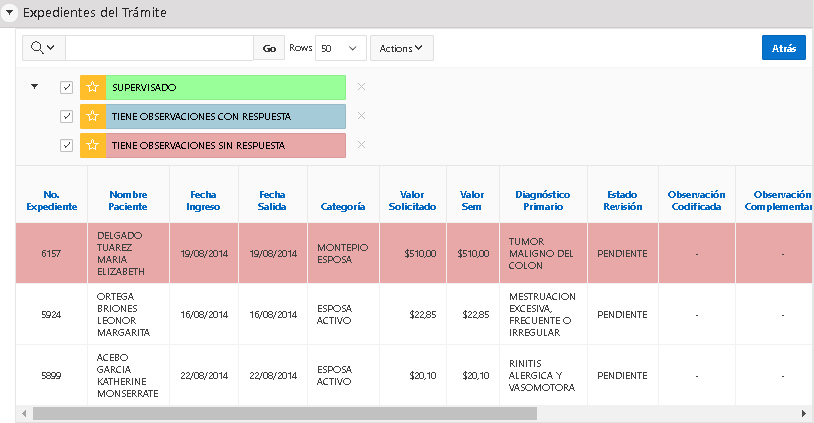 Expedientes del Trámite
Go Rows 50 Actions Atrás
SUPERVISADO
TIENE OBSERVACIONES CON RESPUESTA
TIENE OBSERVACIONES SIN RESPUESTA
No. Expediente
Nombre Paciente
Fecha Ingreso
Fecha Salida
Categoría
Valor Solicitado
Valor Sem
Diagnóstico Primario
Estado Revisión
Observación Codificada
Observación Complementar
6157
DELGADO
TUAREZ
MARIA
ELIZABETH
19/08/2014
19/08/2014
MONTEPIO
ESPOSA
$510,00
$510,00
TUMOR
MALIGNO DEL
COLON
PENDIENTE
-
-
5924
ORTEGA
BRIONES
LEONOR
MARGARITA
16/08/2014
16/08/2014
ESPOSA
ACTIVO
$22,85
$22,85
MESTRUACION
EXCESIVA,
FRECUENTE O
IRREGULAR
PENDIENTE
-
-
5899
ACEBO
GARCIA
KATHERINE
MONSERRATE
22/08/2014
22/08/2014
ESPOSA
ACTIVO
$20,10
$20,10
RINITIS
ALERGICA Y
VASOMOTORA
PENDIENTE
-
-